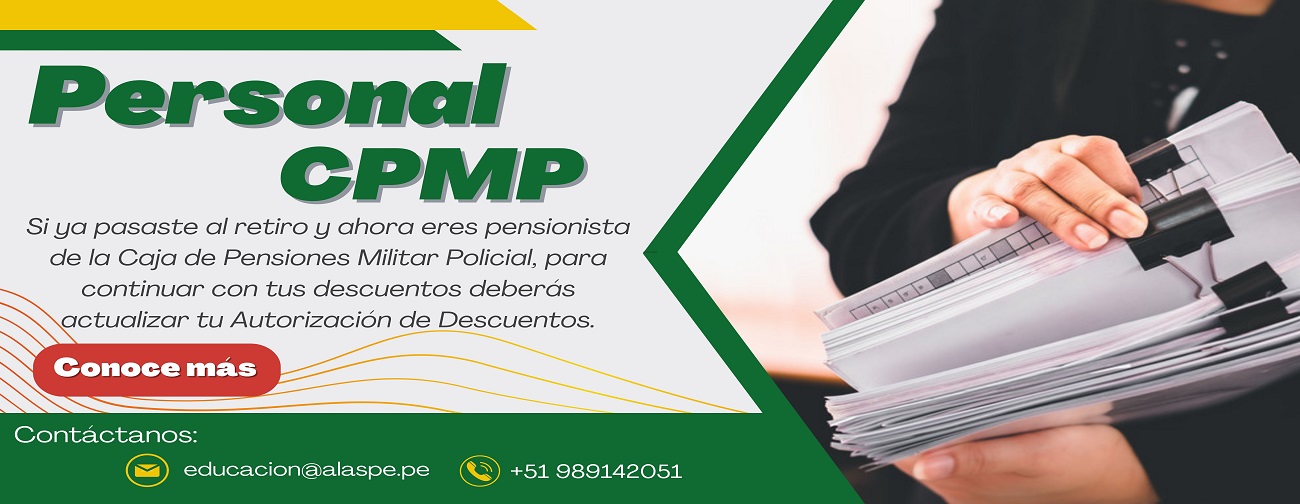 Personal
CPMP
Si ya pasaste al retiro y ahora eres pensionista
de la Caja de Pensiones Militar Policial, para
continuar con tus descuentos deberás
actualizar tu Autorización de Descuentos.
Conoce más
Contáctanos:
educacion@alaspe.pe
+51 989142051